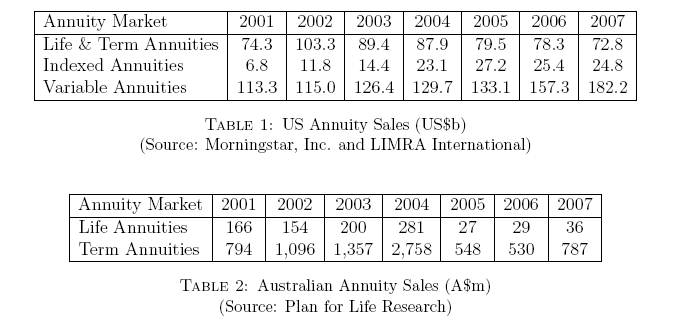 Annuity Market 2001 2002 2003 2004 2005 2006 2007
Life & Term Annuities 74.3 103.3 89.4 87.9 79.5 78.3 72.8
Indexed Annuities 6.8 11.8 14.4 23.1 27.2 25.4 24.8
Variable Annuities 113.3 115.0 126.4 129.7 133.1 157.3 182.2
TABLE 1: US Annuity Sales (US$b)
(Source: Morningstar, Inc. and LIMRA International)
Annuity Market 2001 2002 2003 2004 2005 2006 2007
Life Annuities 166 154 200 281 27 29 36
Term Annuities 794 1,096 1,357 2,758 548 530 787
TABLE 2: Australian Annuity Sales (A$m)
(Source: Plan for Life Research)